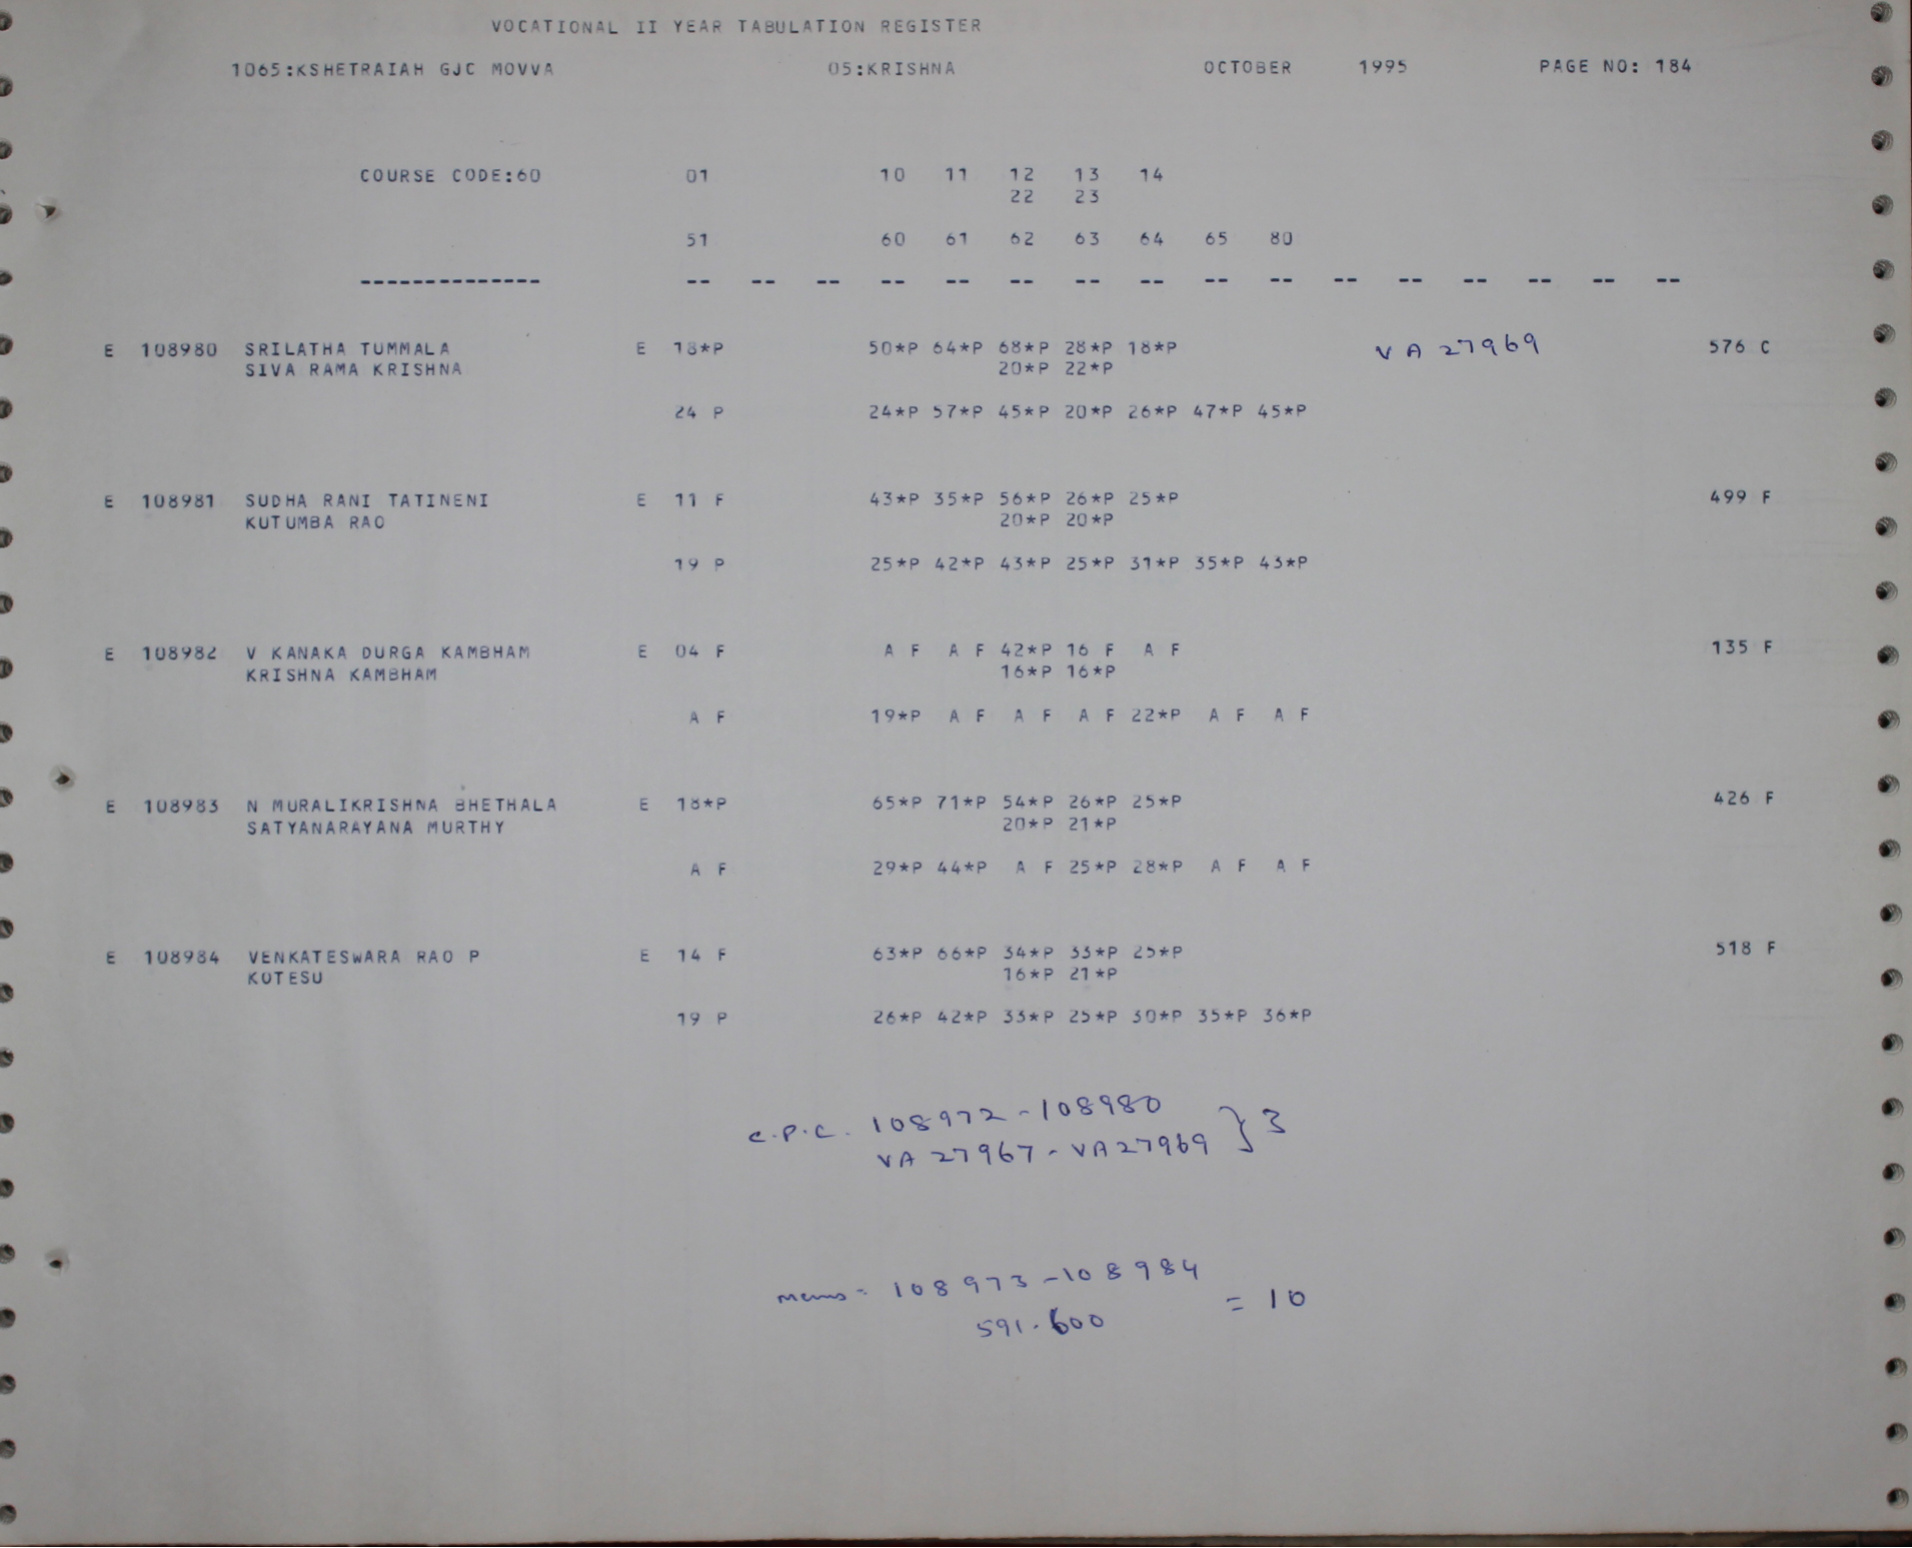 VOCATIONAL II YEAR TABULATION REGISTER
1065:KSHETRAIAH GJC MOVVA 05:KRISHNA OCTOBER 1995 PAGE NO: 184
COURSE CODE:60 01 10 11 12 13 14
22 23
51 60 61 62 63 64 65 80
-------------- -- -- -- -- -- -- -- -- -- -- -- -- -- -- -- --
E 108980 SRILATHA TUMMALA E 18*P 50*P 64*P 68*P 28*P 18*P VA 27969 576 C
SIVA RAMA KRISHNA 20*P 22*P
24 P 24*P 57*P 45*P 20*P 26*P 47*P 45*P
E 108981 SUDHA RANI TATINENI E 11 F 43*P 35*P 56*P 26*P 25*P 499 F
KUTUMBA RAO 20*P 20*P
19 P 25*P 42*P 43*P 25*P 31*P 35*P 43*P
E 108982 V KANAKA DURGA KAMBHAM E 04 F A F A F 42*P 16 F A F 135 F
KRISHNA KAMBHAM 16*P 16*P
A F 19*P A F A F A F 22*P A F A F
E 108983 N MURALIKRISHNA BHETHALA E 18*P 65*P 71*P 54*P 26*P 25*P 426 F
SATYANARAYANA MURTHY 20*P 21*P
A F 29*P 44*P A F 25*P 28*P A F A F
E 108984 VENKATESWARA RAO P E 14 F 63*P 66*P 34*P 33*P 25*P 518 F
KOTESU 16*P 21*P
19 P 26*P 42*P 33*P 25*P 30*P 35*P 36*P
C.P.C. 108972 - 108980 } 3
VA 27967 - VA 27969
108973 - 108984 = 10
591.600